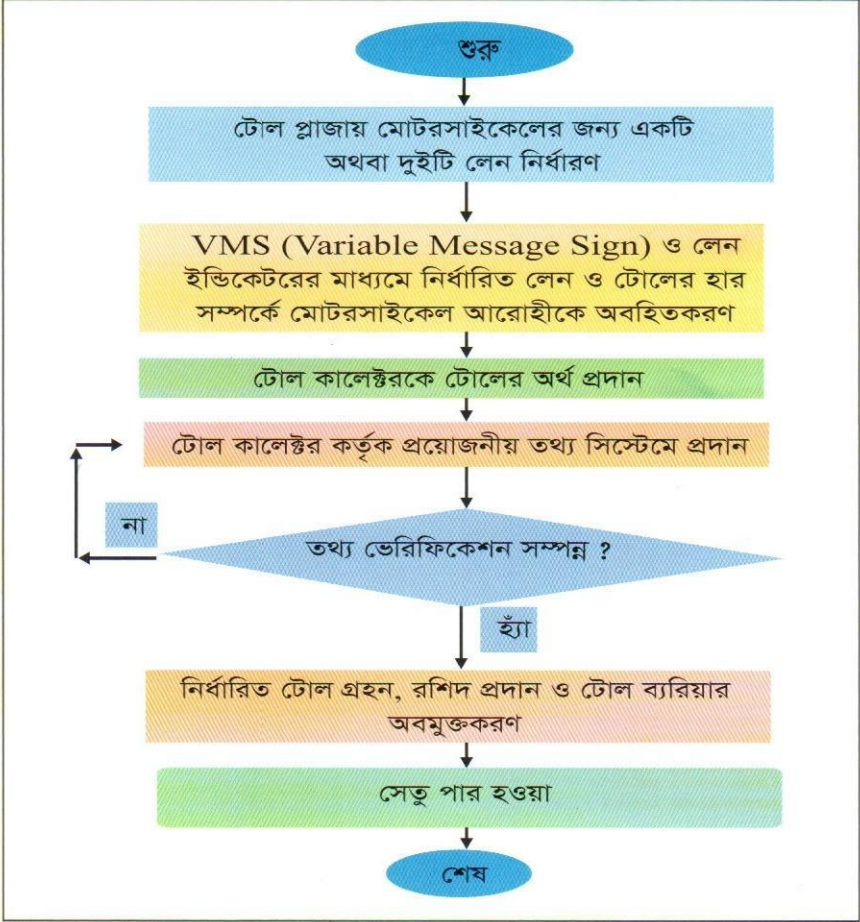 শুরু
টোল প্লাজায় মোটরসাইকেলের জন্য একটি
অথবা দুইটি লেন নির্ধারণ
VMS (Variable Message Sign) ও লেন
ইন্ডিকেটরের মাধ্যমে নির্ধারিত লেন ও টোলের হার
সম্পর্কে মোটরসাইকেল আরোহীকে অবহিতকরণ
টোল কালেক্টরকে টোলের অর্থ প্রদান
টোল কালেক্টর কর্তৃক প্রয়োজনীয় তথ্য সিস্টেমে প্রদান
না
তথ্য ভেরিফিকেশন সম্পন্ন ?
হ্যাঁ
নির্ধারিত টোল গ্রহন, রশিদ প্রদান ও টোল ব্যরিয়ার
অবমুক্তকরণ
সেতু পার হওয়া
শেষ